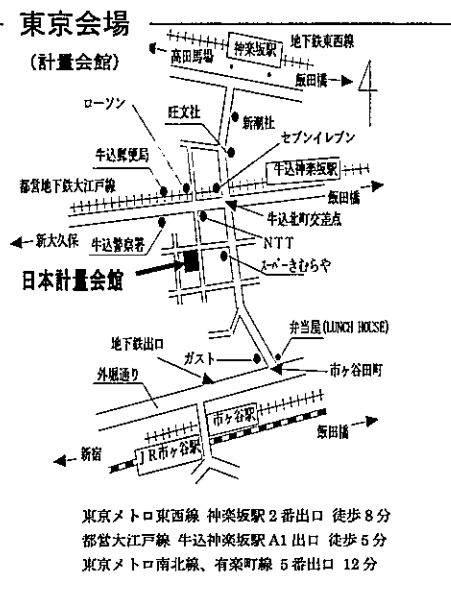 東京会場
(計量会館)
地下鉄東西線
神楽坂駅
高田馬場
飯田橋
ローソン
旺文社
新潮社
牛込郵便局
セブンイレブン
都営地下鉄大江戸線
牛込神楽坂駅
飯田橋
牛込北町交差点
新大久保
牛込警察署
NTT
スーパーきむらや
日本計量会館
弁当屋(LUNCH HOUSE)
地下鉄出口
ガスト
外堀通り
市ヶ谷田町
市ヶ谷駅
飯田橋
新宿
JR市ヶ谷駅
東京メトロ東西線 神楽坂駅2番出口 徒歩8分
都営大江戸線 牛込神楽坂駅A1出口 徒歩5分
東京メトロ南北線、有楽町線 5番出口 12分